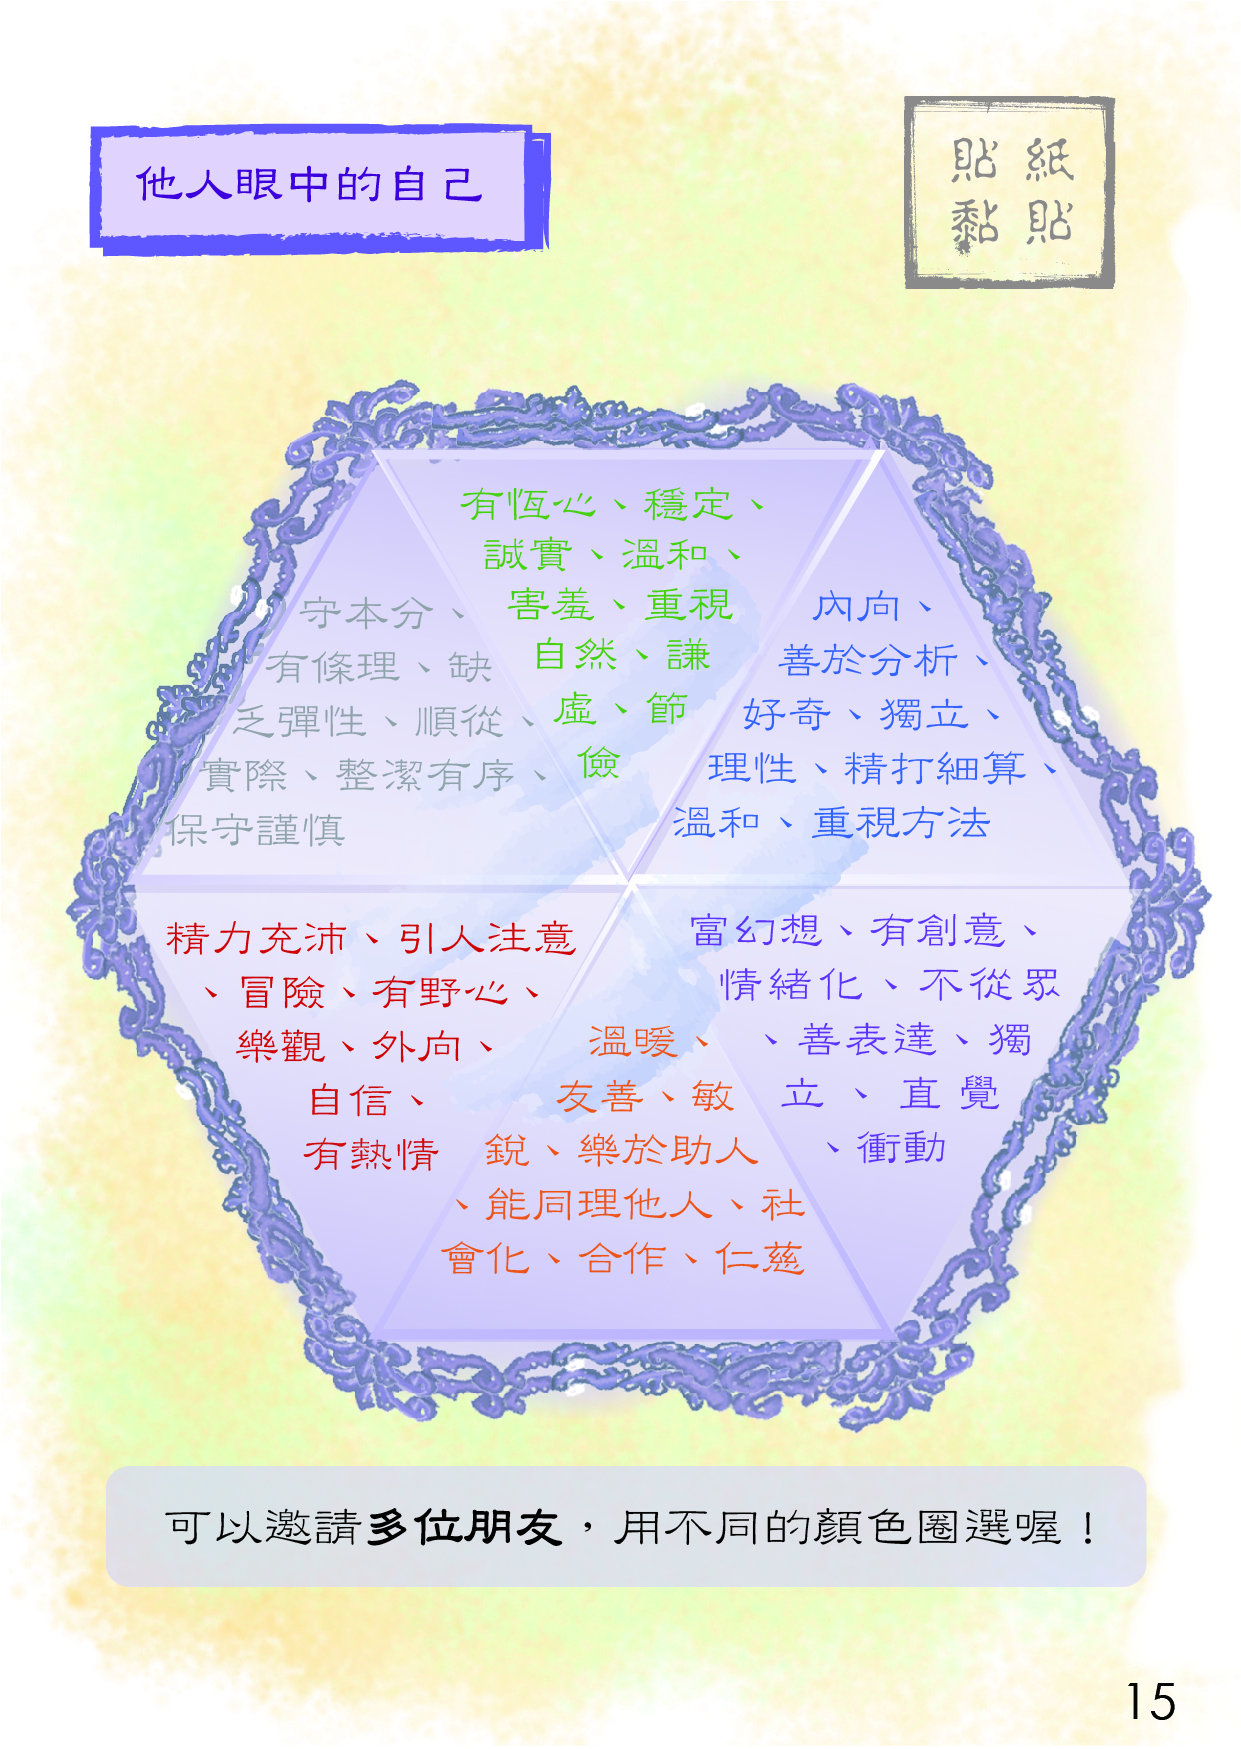 他人眼中的自己
貼紙
黏貼
有恆心、穩定、
誠實、溫和、
害羞、重視
自然、謙
虛、節
儉
守本分、
有條理、缺
乏彈性、順從、
實際、整潔有序、
保守謹慎
內向、
善於分析、
好奇、獨立、
理性、精打細算、
溫和、重視方法
精力充沛、引人注意
、冒險、有野心、
樂觀、外向、
自信、
有熱情
溫暖、
友善、敏
銳、樂於助人
、能同理他人、社
會化、合作、仁慈
富幻想、有創意、
情緒化、不從眾
、善表達、獨
立、直覺
、衝動
可以邀請多位朋友，用不同的顏色圈選喔！
15